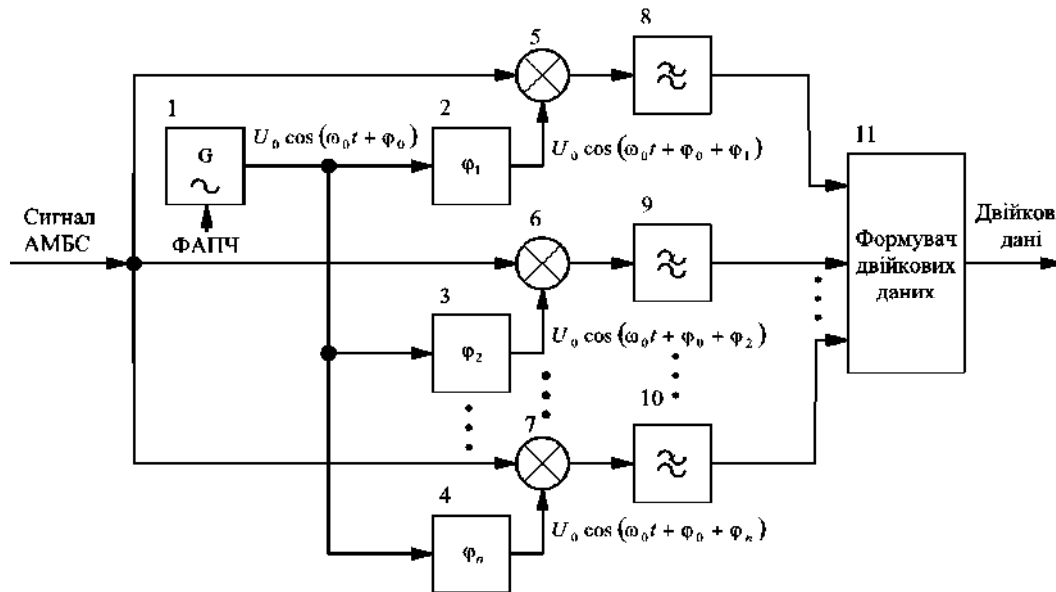 5
8
1
2
U₀ cos(ω₀t + φ₀)
G
φ₁
U₀ cos(ω₀t + φ₀ + φ₁)
11
Сигнал
АМБС
ФАПЧ
6
9
Формувач
двійкових
даних
Двійков
дані
3
φ₂
U₀ cos(ω₀t + φ₀ + φ₂)
7
10
4
φₙ
U₀ cos(ω₀t + φ₀ + φₙ)